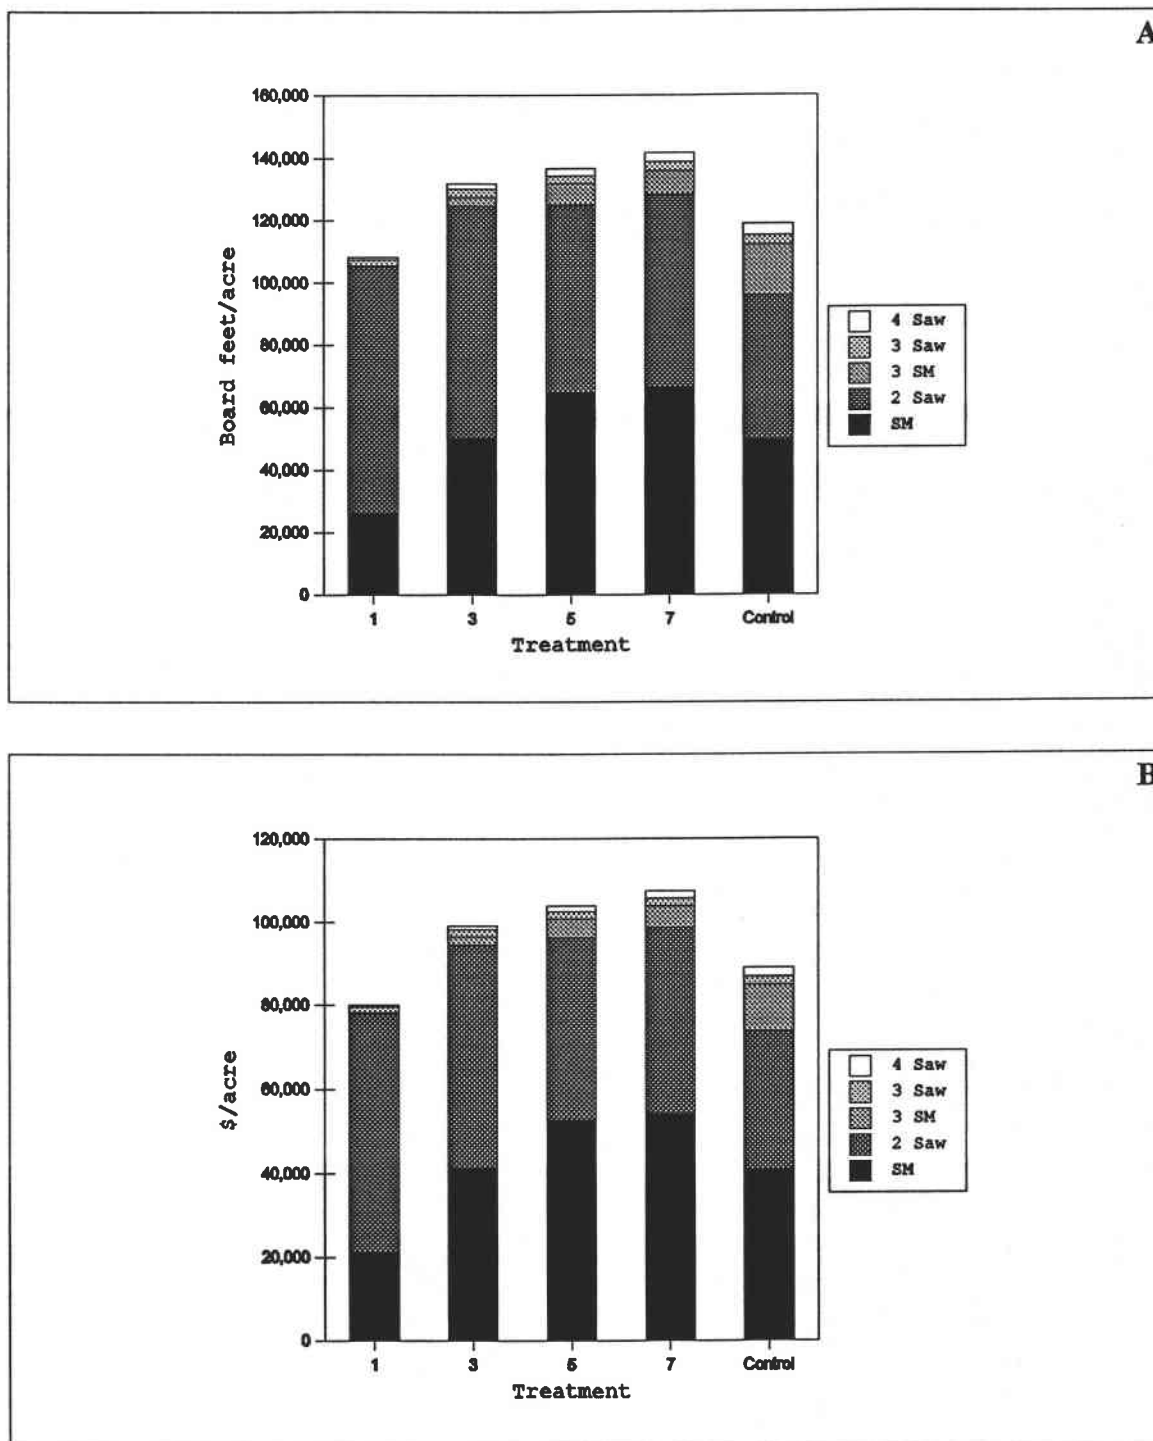 A
160,000
140,000
120,000
100,000
80,000
60,000
40,000
20,000
0
Board feet/acre
1 3 5 7 Control
Treatment
4 Saw
3 Saw
3 SM
2 Saw
SM
B
120,000
100,000
80,000
60,000
40,000
20,000
0
$/acre
1 3 5 7 Control
Treatment
4 Saw
3 Saw
3 SM
2 Saw
SM